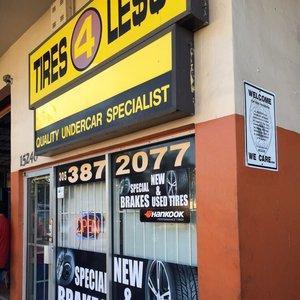 TIRES 4 LESS
QUALITY UNDERCAR SPECIALIST
15240
305 387 2077
SPECIAL
BRAKES
NEW
&
USED TIRES
HANKOOK
OPEN
SPECIAL
BRAKES
NEW
&
WELCOME
WE CARE...